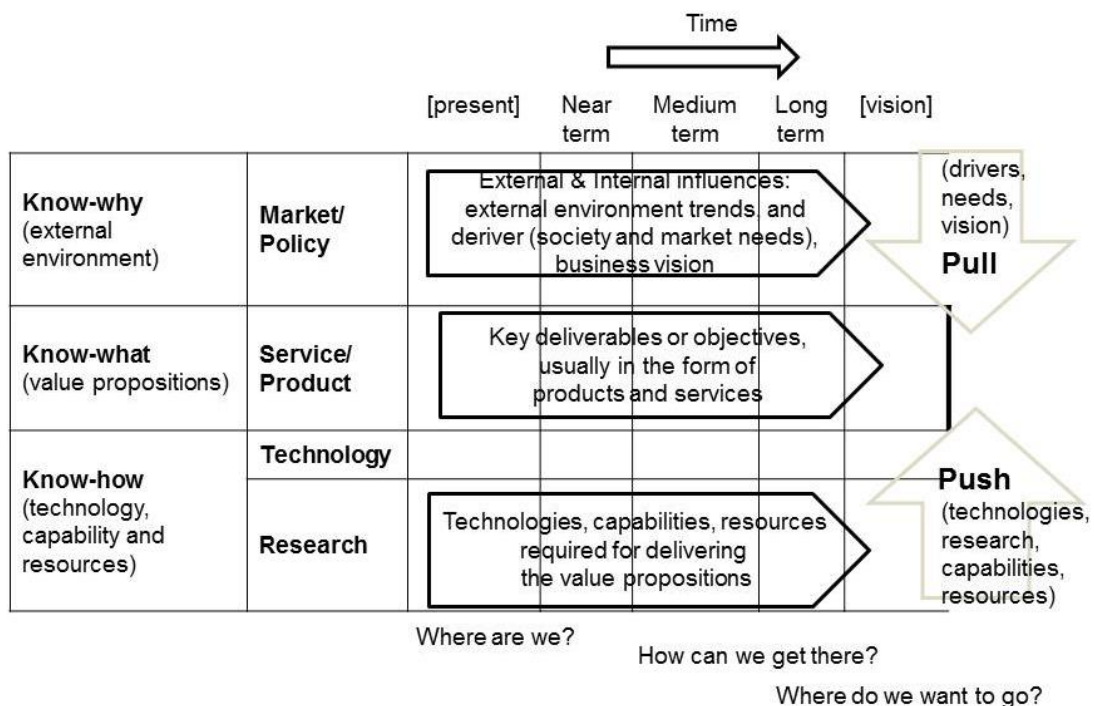 Time
[present]
Near
term
Medium
term
Long
term
[vision]
Know-why
(external
environment)
Market/
Policy
External & Internal influences:
external environment trends, and
deriver (society and market needs),
business vision
(drivers,
needs,
vision)
Pull
Know-what
(value propositions)
Service/
Product
Key deliverables or objectives,
usually in the form of
products and services
Know-how
(technology,
capability and
resources)
Technology
Research
Technologies, capabilities, resources
required for delivering
the value propositions
Push
(technologies,
research,
capabilities,
resources)
Where are we?
How can we get there?
Where do we want to go?